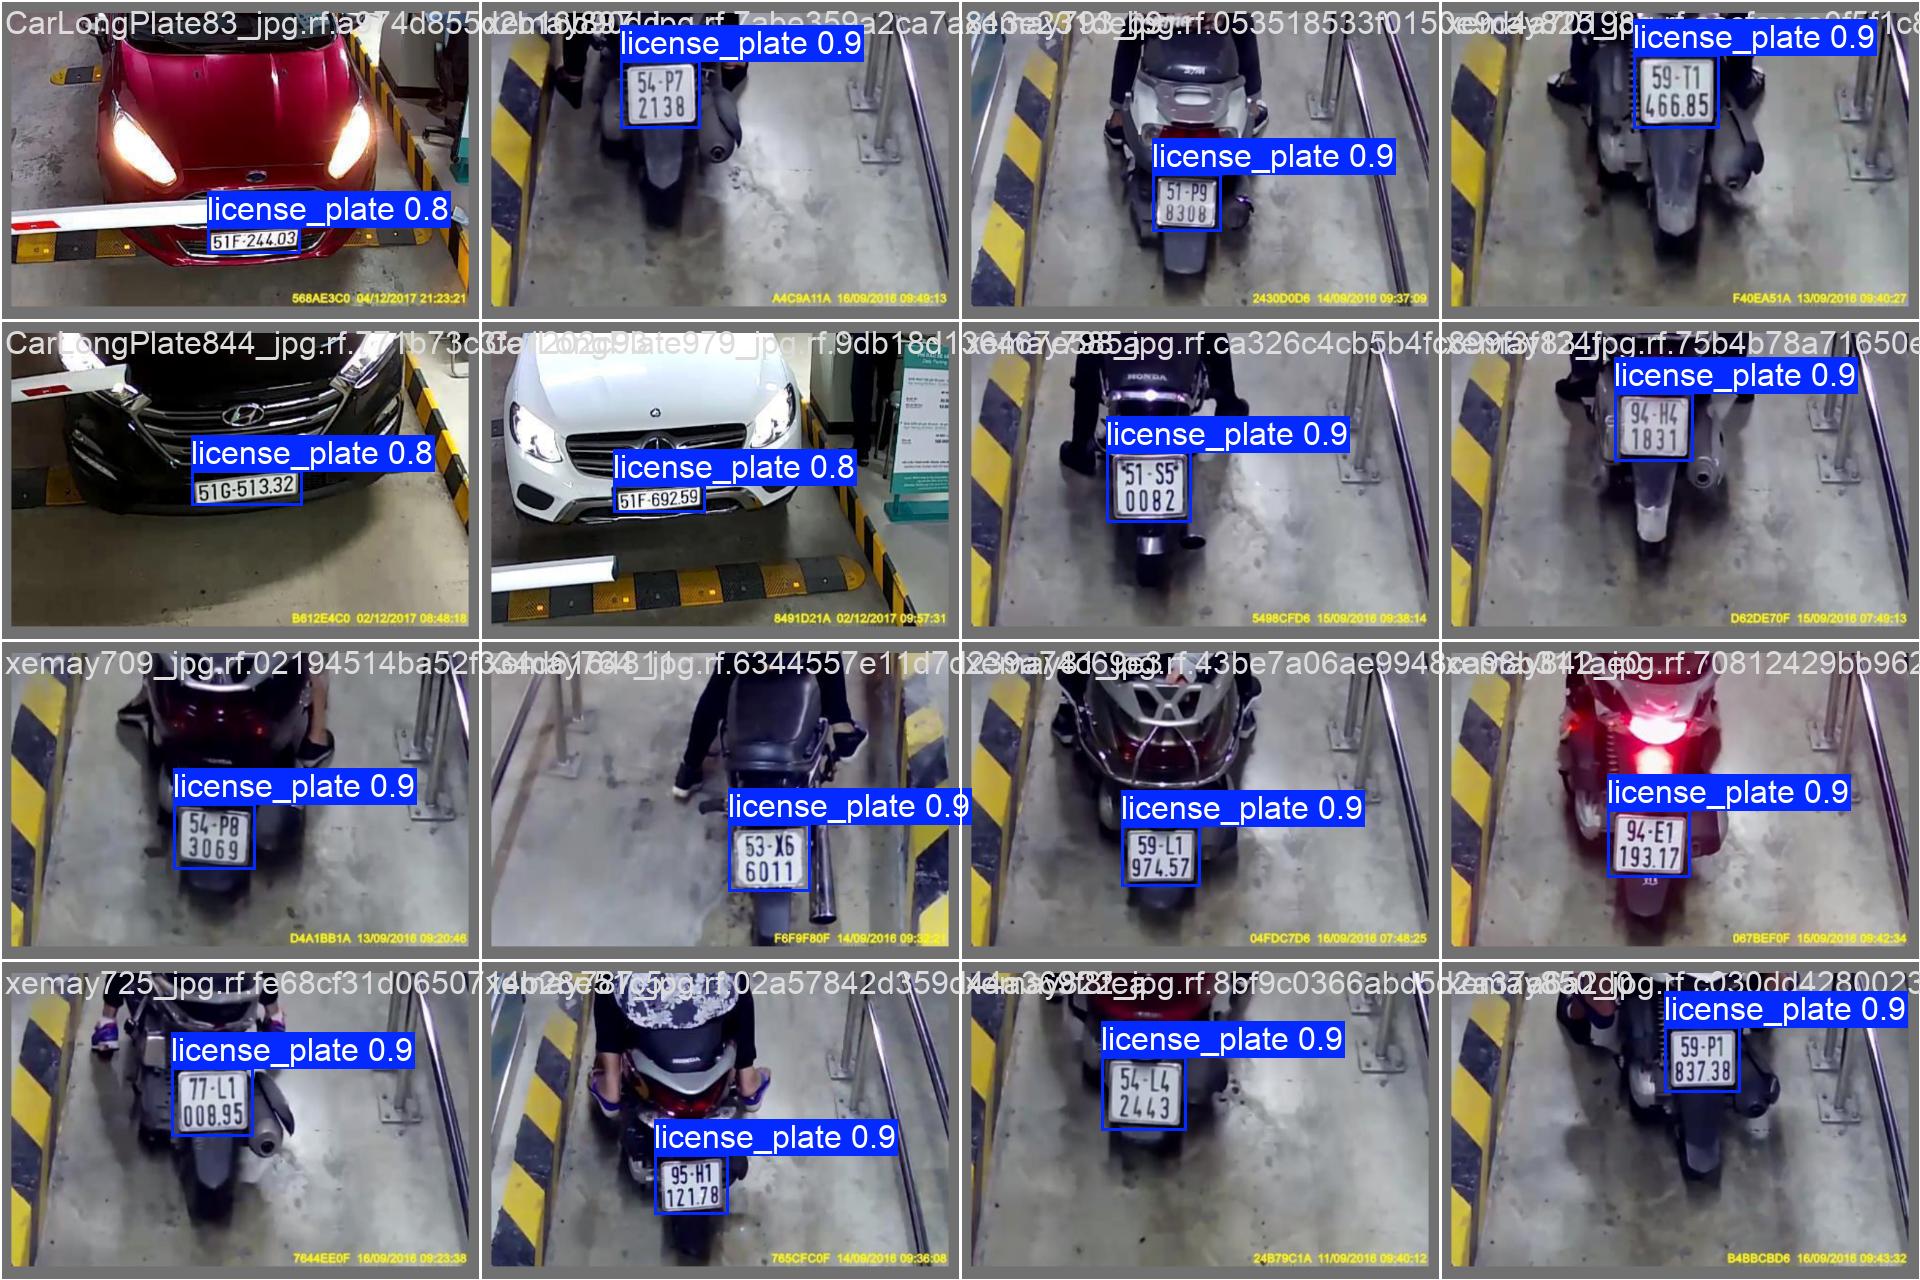 CarLongPlate83_jpg.rf.a974d855
license_plate 0.8
51F-244.03
568AE3C0 04/12/2017 21:23:21
license_plate 0.9
54-P7
2138
A4C9A11A 16/09/2016 09:49:13
license_plate 0.9
51-P9
8308
2430D0D6 14/09/2016 09:37:09
license_plate 0.9
59-T1
466.85
F40EA51A 13/09/2016 09:40:27
CarLongPlate844_jpg.rf.771b73c3
license_plate 0.8
51G-513.32
B612E4C0 02/12/2017 08:48:18
license_plate 0.8
51F-692.59
8491D21A 02/12/2017 09:57:31
HONDA
license_plate 0.9
51-S5
0082
5498CFD6 15/09/2016 09:38:14
license_plate 0.9
94-H4
1831
D62DE70F 15/09/2016 07:49:13
xemay709_jpg.rf.02194514ba52f
license_plate 0.9
54-P8
3069
D4A1BB1A 13/09/2016 09:20:46
license_plate 0.9
53-X6
6011
F6F9F80F 14/09/2016 09:32:21
license_plate 0.9
59-L1
974.57
04FDC7D6 16/09/2016 07:48:25
license_plate 0.9
94-E1
193.17
067BEF0F 15/09/2016 09:42:34
xemay725_jpg.rf.fe68cf31d06507
license_plate 0.9
77-L1
008.95
7644EE0F 16/09/2016 09:23:38
HONDA
license_plate 0.9
95-H1
121.78
765CFC0F 14/09/2016 09:36:08
license_plate 0.9
54-L4
2443
24B79C1A 11/09/2016 09:40:12
license_plate 0.9
59-P1
837.38
B4BBCBD6 16/09/2016 09:43:32